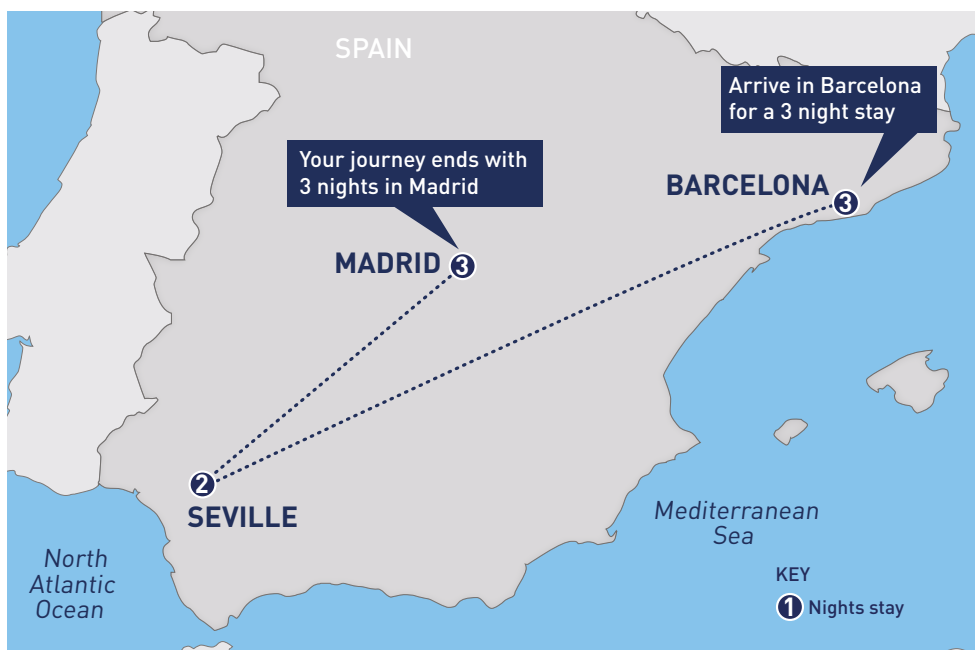 SPAIN
Arrive in Barcelona
for a 3 night stay
Your journey ends with
3 nights in Madrid
BARCELONA
3
MADRID
3
2
SEVILLE
Mediterranean
Sea
North
Atlantic
Ocean
KEY
1 Nights stay